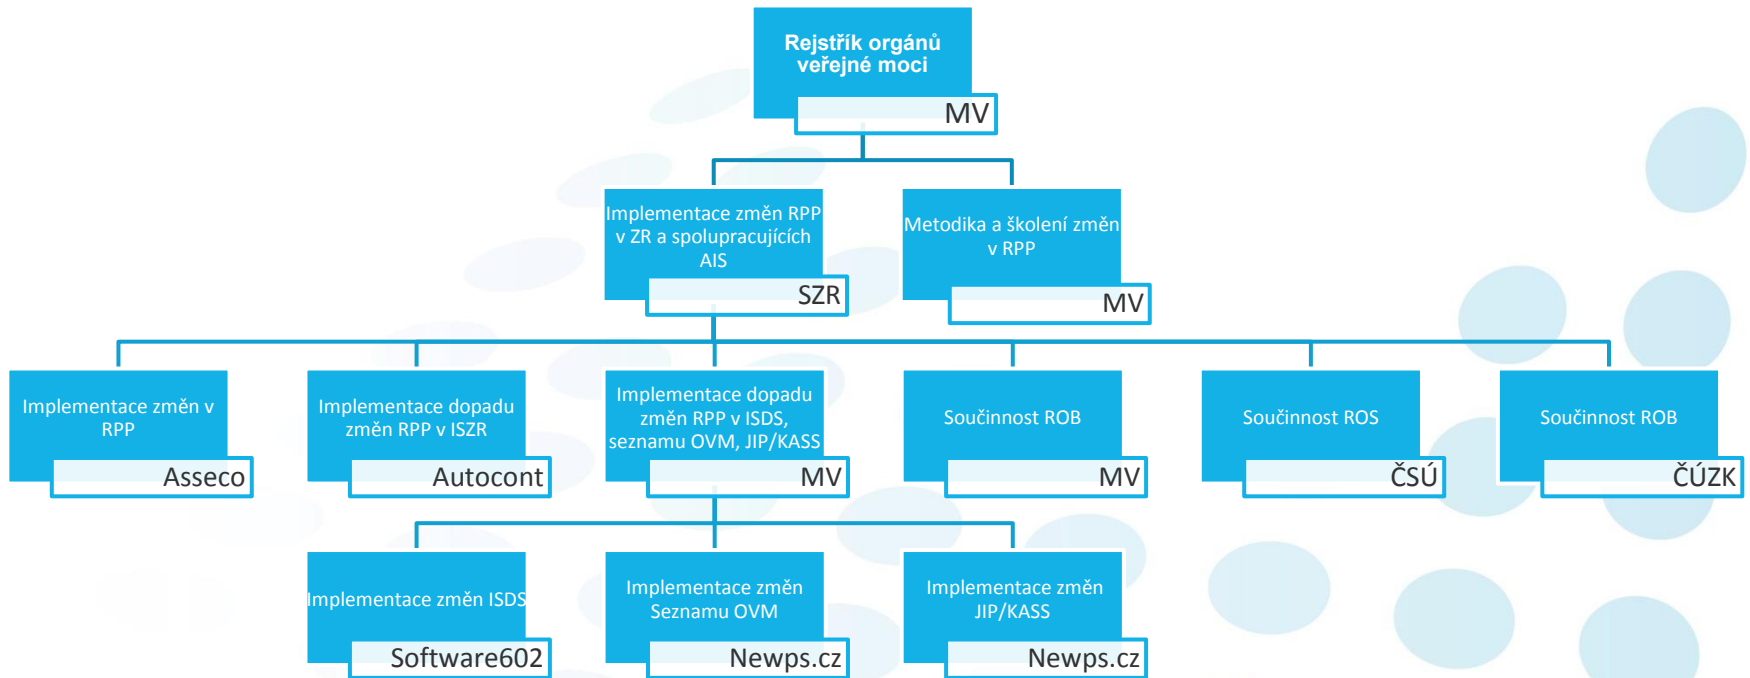 Rejstřík orgánů
veřejné moci
MV
Implementace změn RPP
v ZR a spolupracujících
AIS
SZR
Metodika a školení změn
v RPP
MV
Implementace změn v
RPP
Asseco
Implementace dopadu
změn RPP v ISZR
Autocont
Implementace dopadu
změn RPP v ISDS,
seznamu OVM, JIP/KASS
MV
Součinnost ROB
MV
Součinnost ROS
ČSÚ
Součinnost ROB
ČÚZK
Implementace změn ISDS
Software602
Implementace změn
Seznamu OVM
Newps.cz
Implementace změn
JIP/KASS
Newps.cz